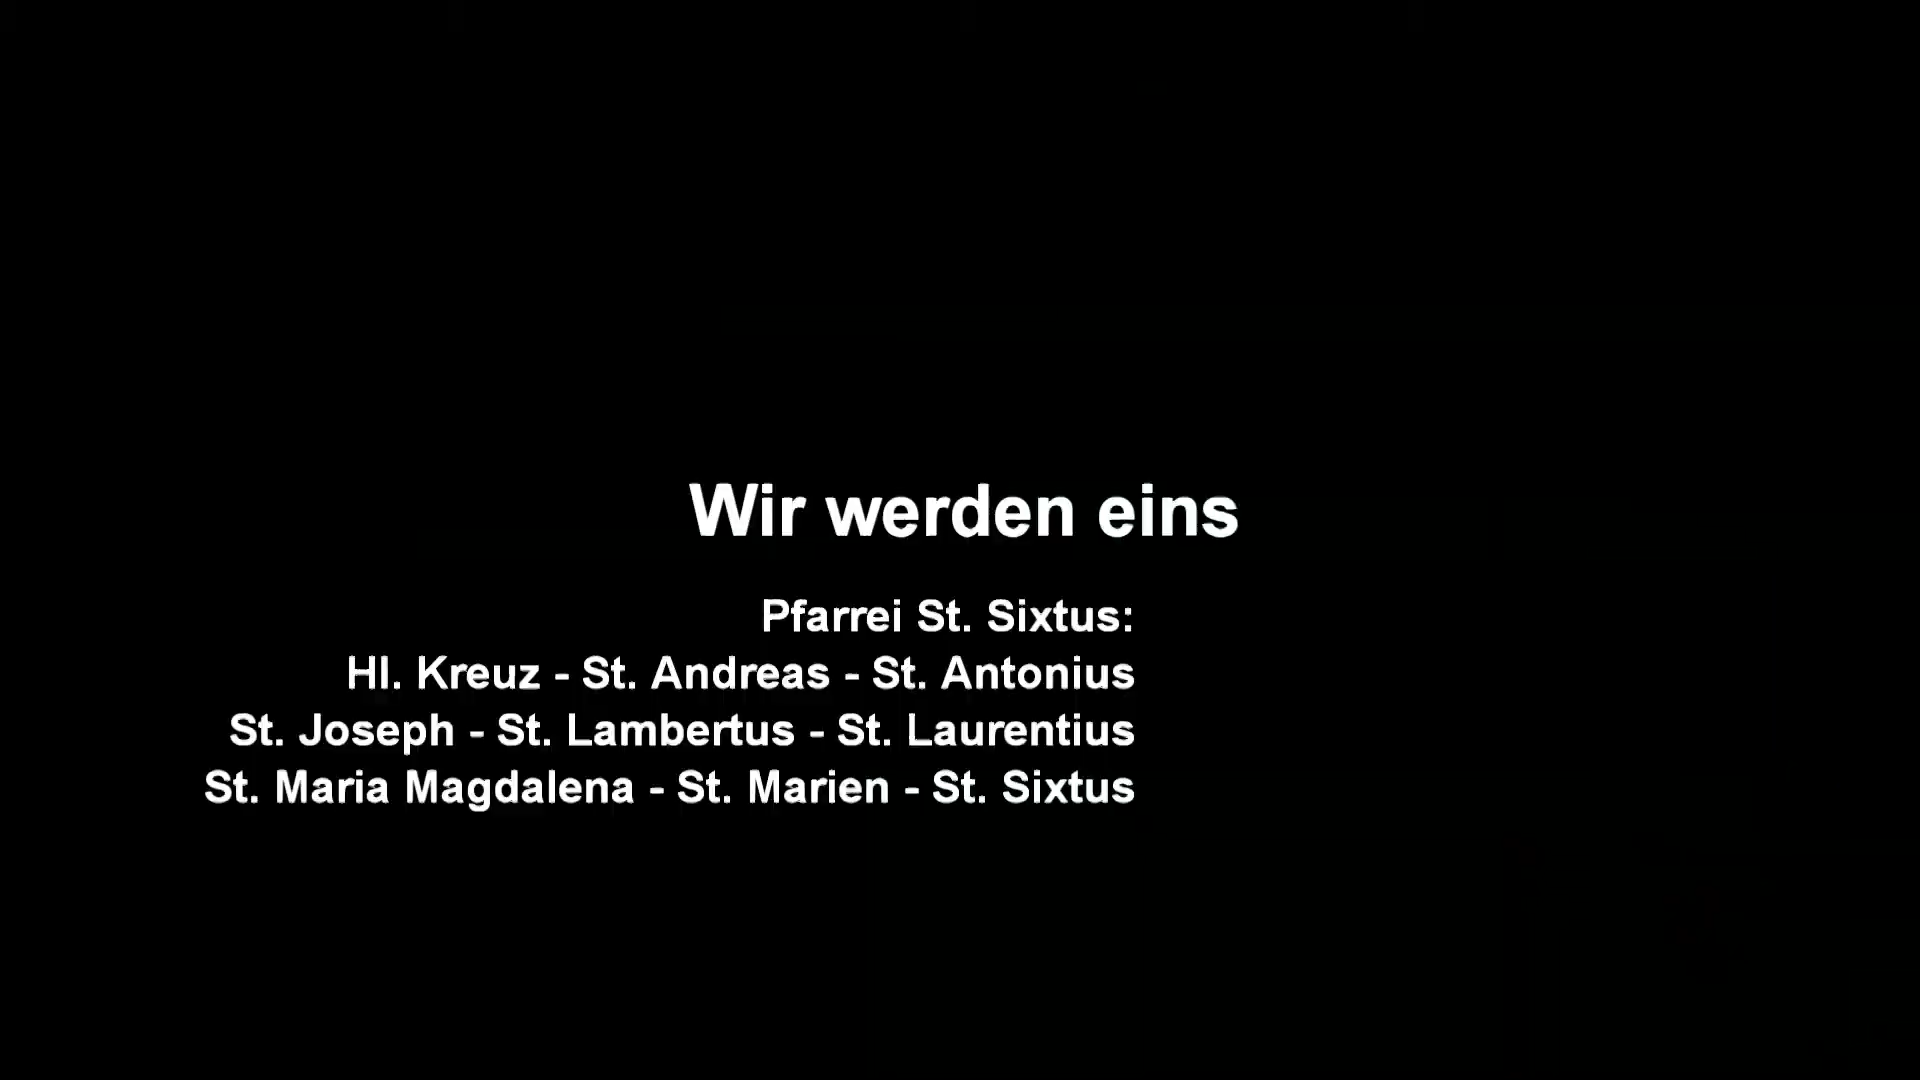 Wir werden eins
Pfarrei St. Sixtus:
Hl. Kreuz - St. Andreas - St. Antonius
St. Joseph - St. Lambertus - St. Laurentius
St. Maria Magdalena - St. Marien - St. Sixtus